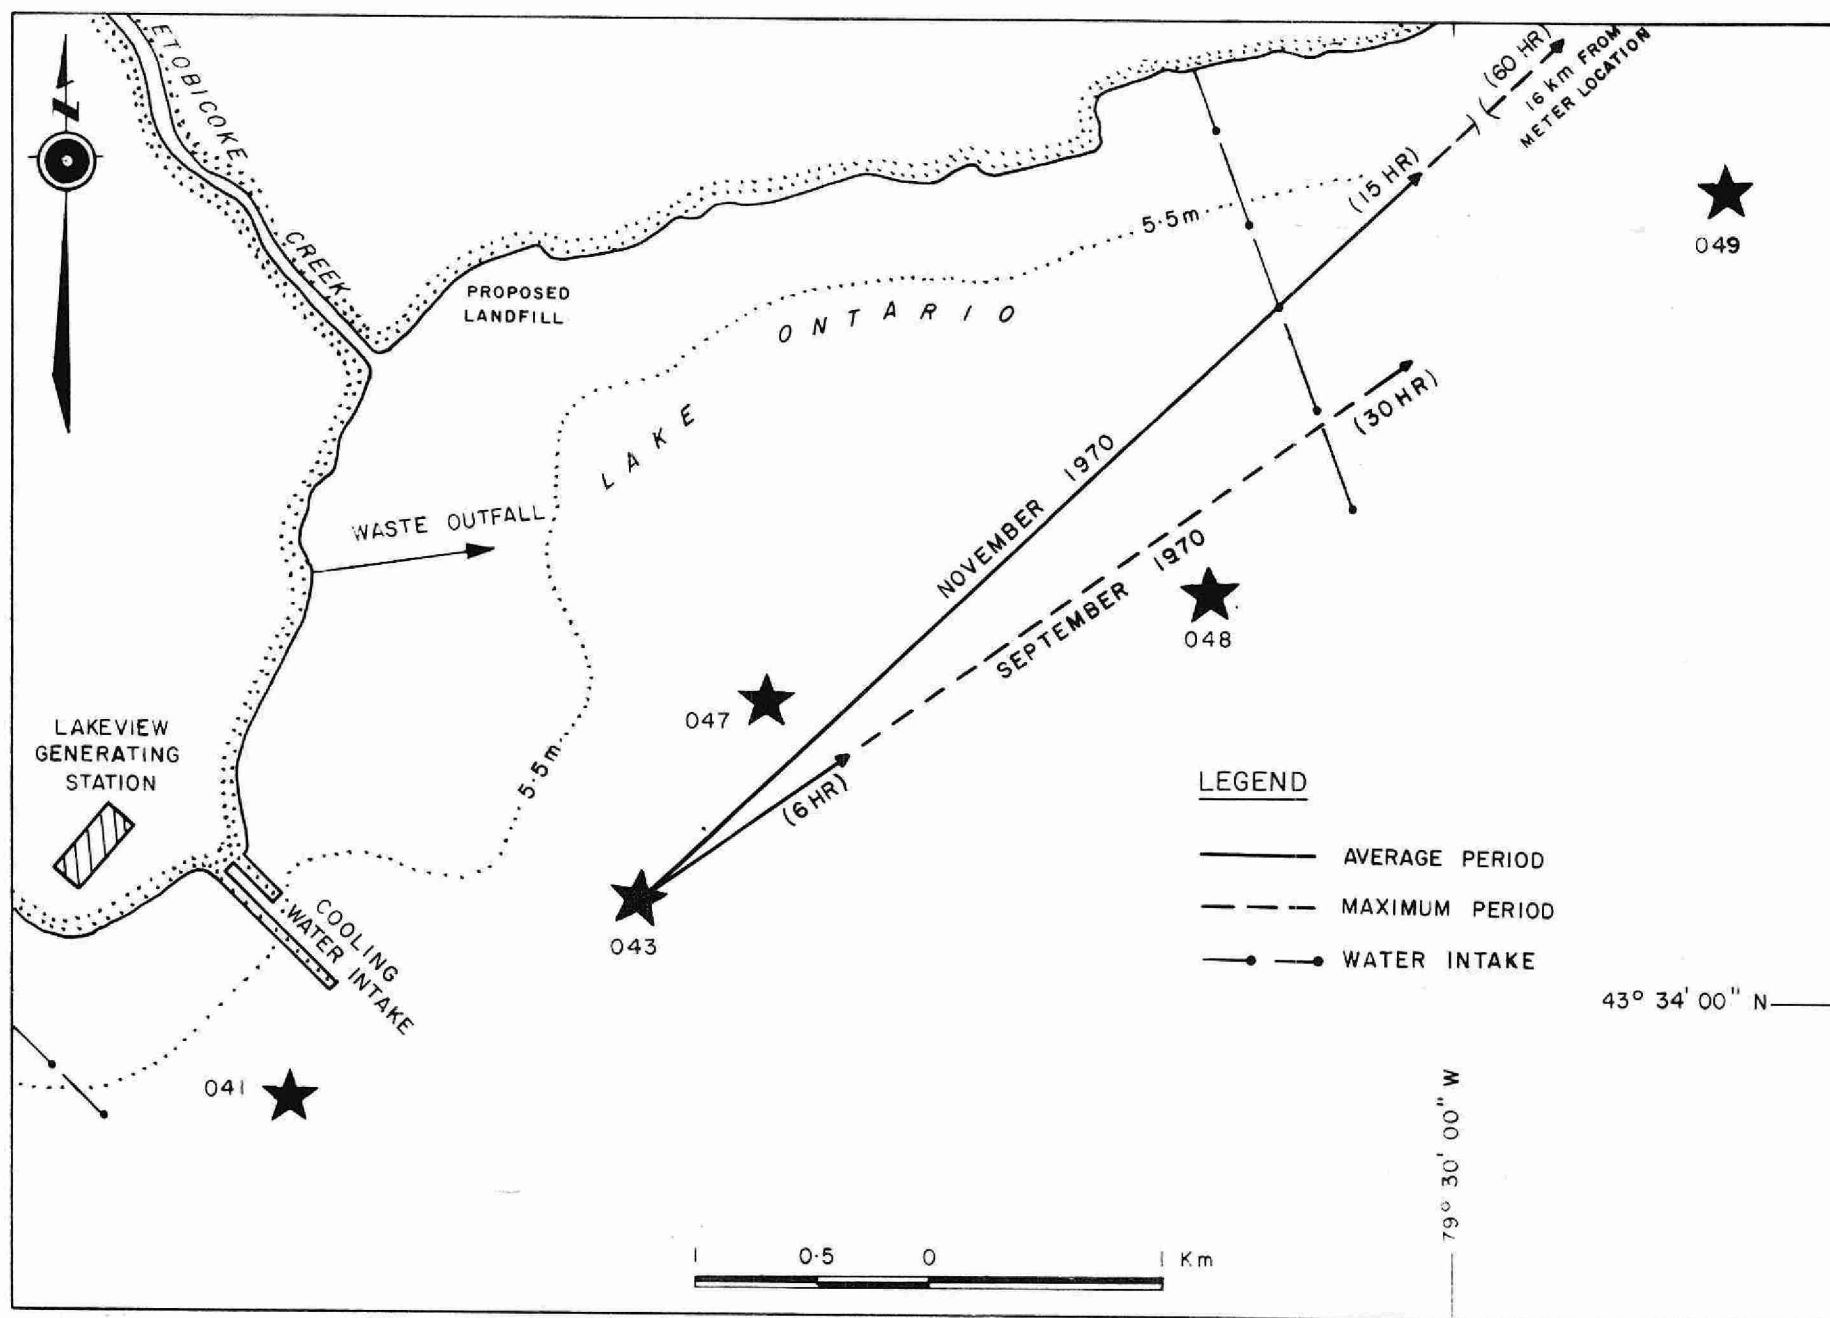 N
ETOBICOKE
CREEK
PROPOSED
LANDFILL
LAKE
ONTARIO
5·5m
(15 HR)
(60 HR)
16 km FROM
METER LOCATION
049
(30 HR)
WASTE OUTFALL
NOVEMBER 1970
SEPTEMBER 1970
048
047
LAKEVIEW
GENERATING
STATION
5·5m
(6 HR)
043
COOLING
WATER INTAKE
041
LEGEND
AVERAGE PERIOD
MAXIMUM PERIOD
WATER INTAKE
43° 34' 00" N
79° 30' 00" W
1 0·5 0 1 Km